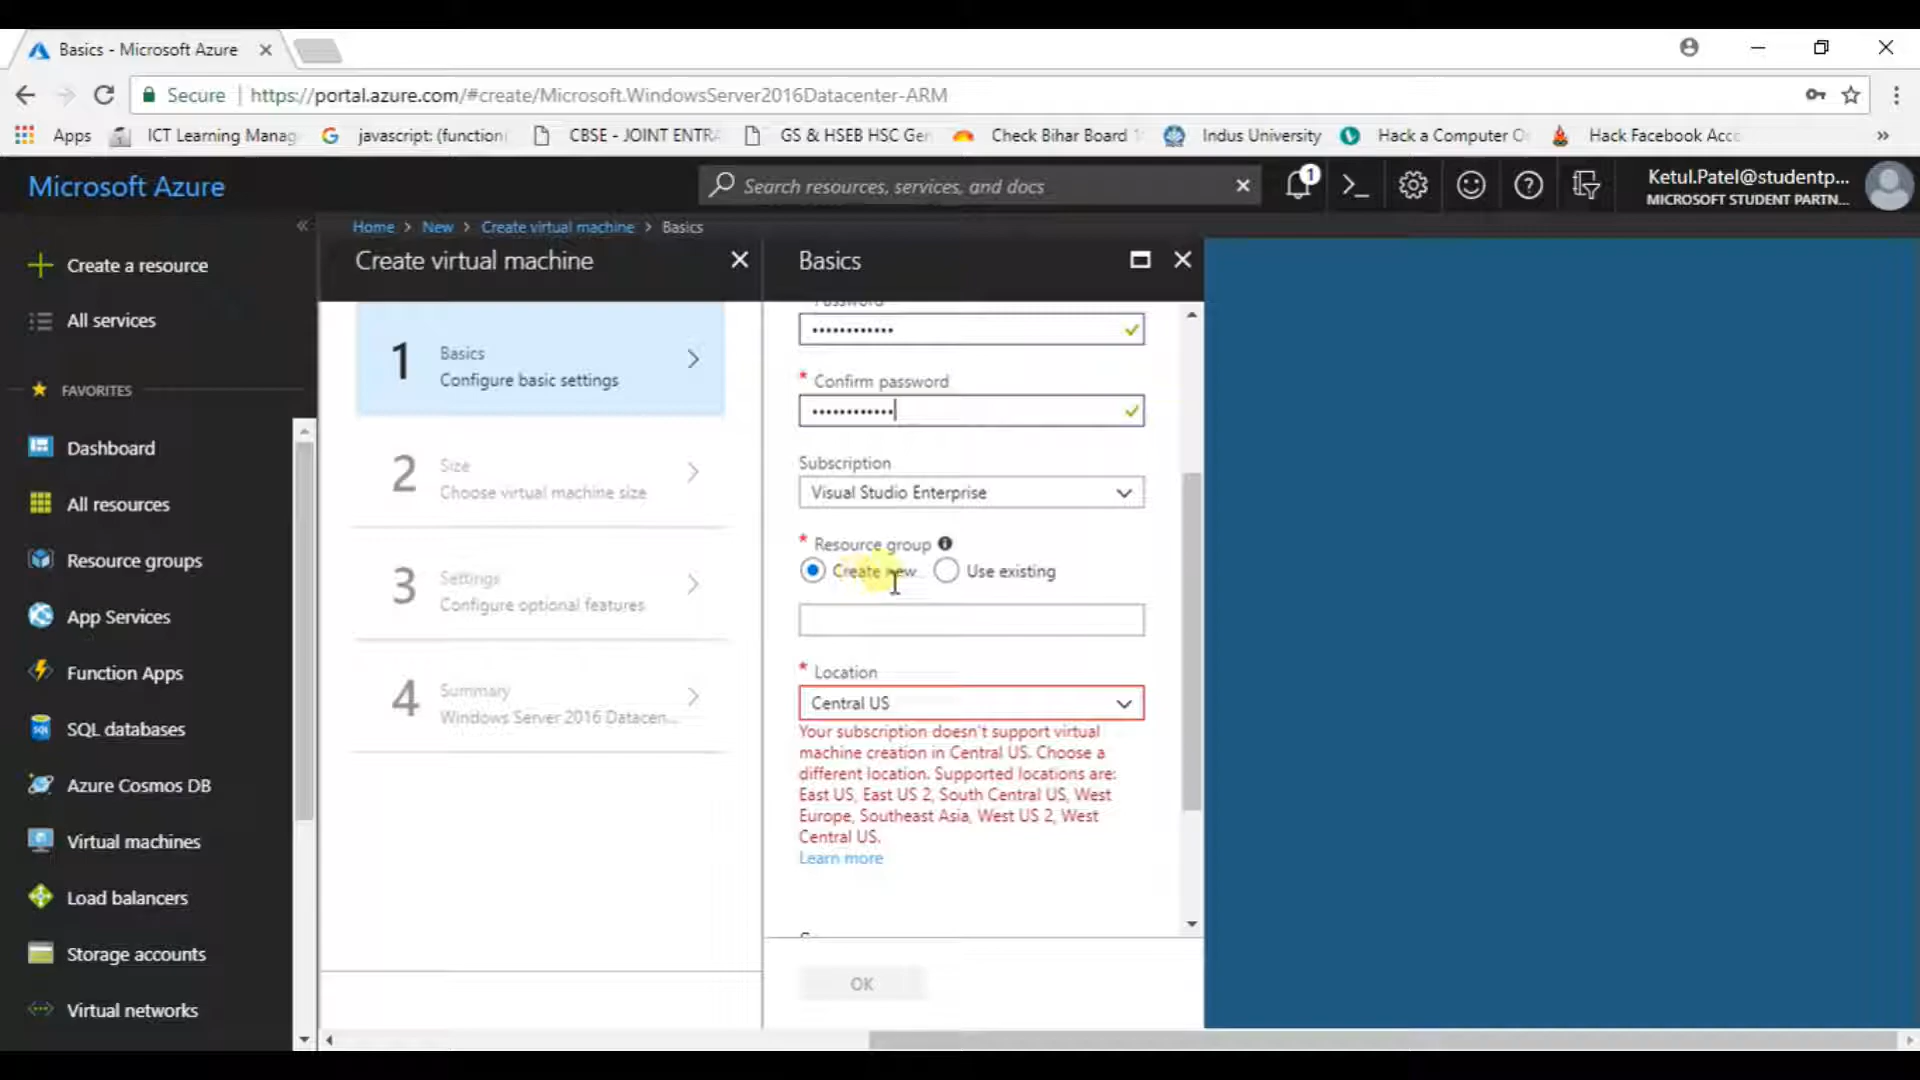 Basics - Microsoft Azure
Secure https://portal.azure.com/#create/Microsoft.WindowsServer2016Datacenter-ARM
Apps ICT Learning Manag javascript: (function CBSE - JOINT ENTRA GS & HSEB HSC Ger Check Bihar Board 1 Indus University Hack a Computer O Hack Facebook Acc »
Microsoft Azure
Search resources, services, and docs
1
Ketul.Patel@studentp...
MICROSOFT STUDENT PARTN...
Home > New > Create virtual machine > Basics
Create a resource
All services
FAVORITES
Dashboard
All resources
Resource groups
App Services
Function Apps
SQL databases
Azure Cosmos DB
Virtual machines
Load balancers
Storage accounts
Virtual networks
Create virtual machine
1
Basics
Configure basic settings
2
Size
Choose virtual machine size
3
Settings
Configure optional features
4
Summary
Windows Server 2016 Datacen...
Basics
Password
* Confirm password
Subscription
Visual Studio Enterprise
* Resource group
Create new Use existing
* Location
Central US
Your subscription doesn't support virtual
machine creation in Central US. Choose a
different location. Supported locations are:
East US, East US 2, South Central US, West
Europe, Southeast Asia, West US 2, West
Central US.
Learn more
OK